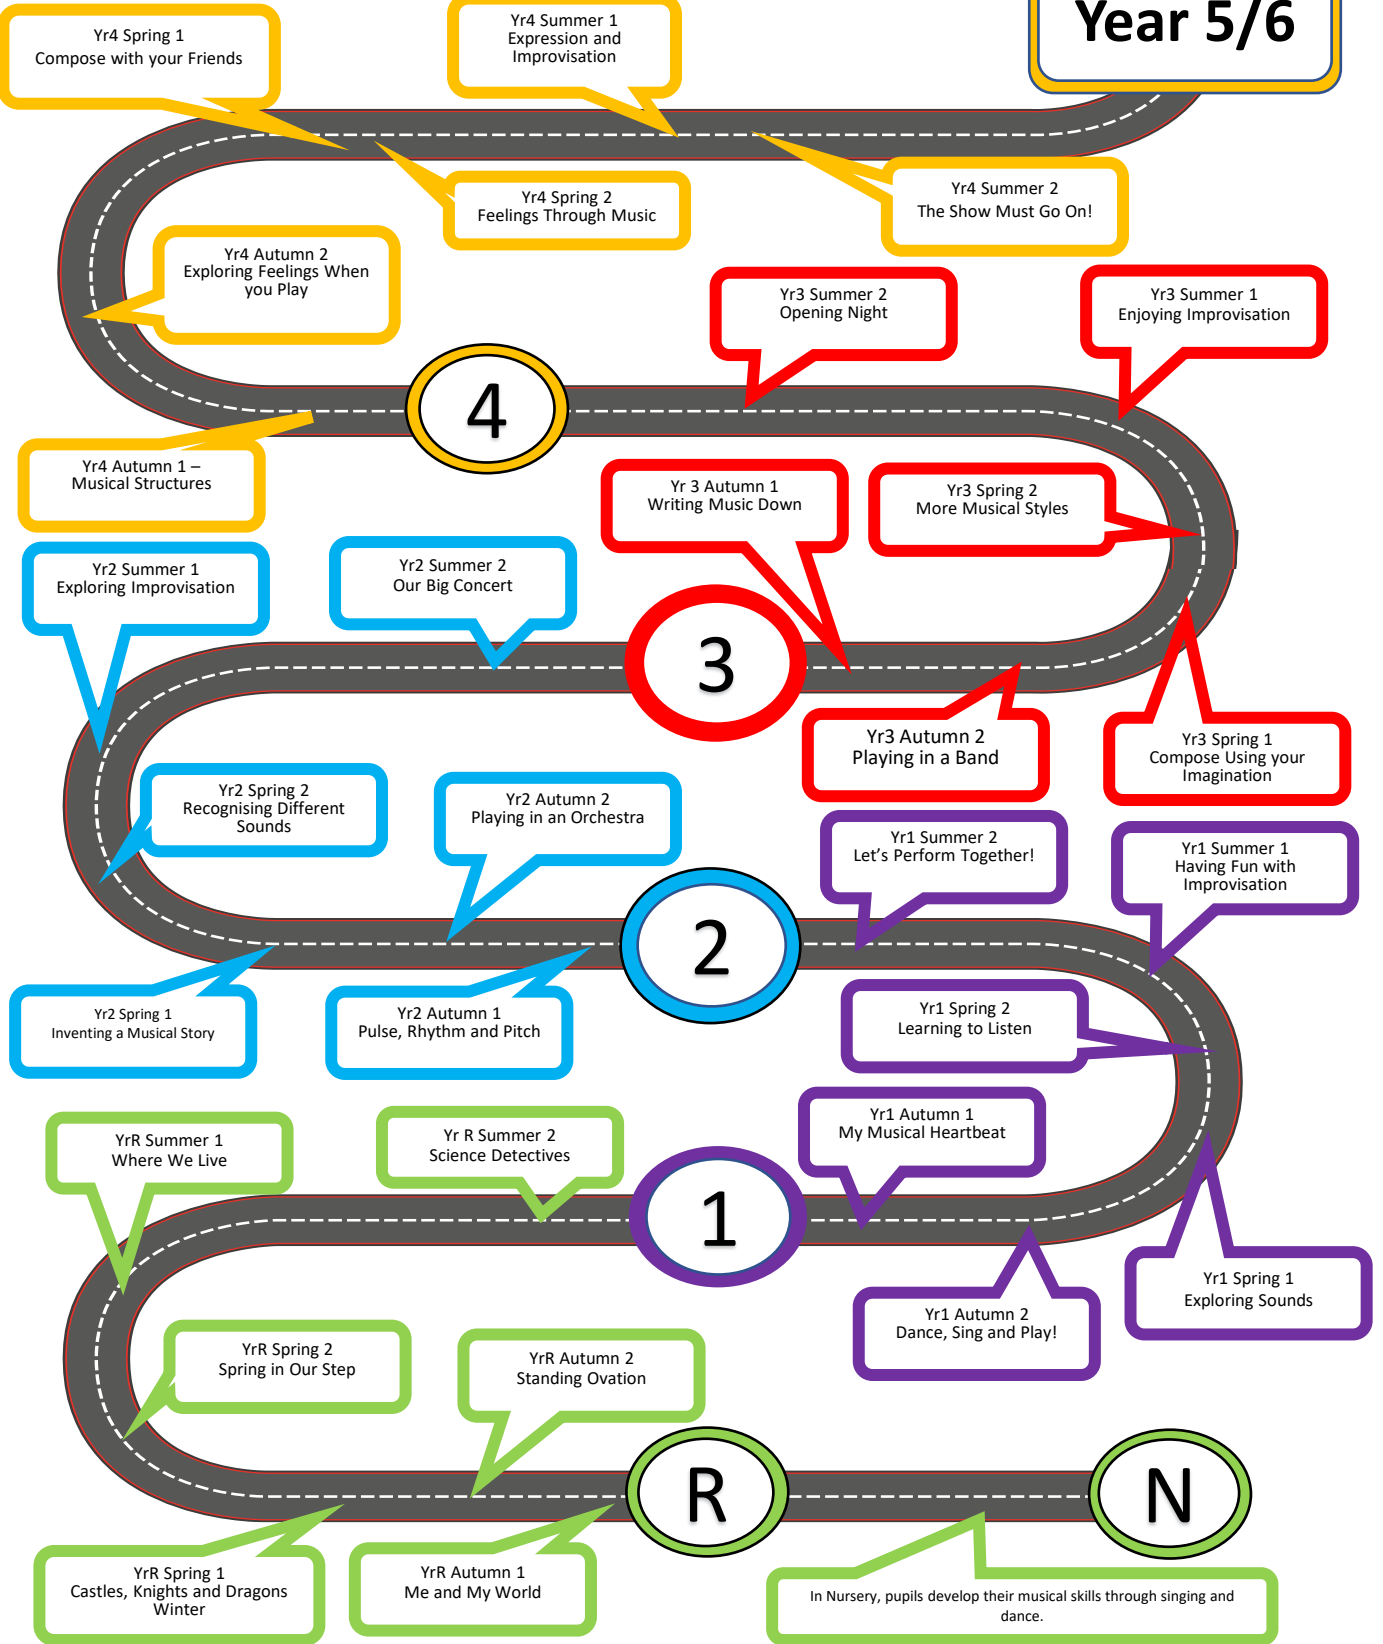 Yr4 Spring 1
Compose with your Friends
Yr4 Summer 1
Expression and
Improvisation
Year 5/6
Yr4 Spring 2
Feelings Through Music
Yr4 Summer 2
The Show Must Go On!
Yr4 Autumn 2
Exploring Feelings When
you Play
Yr3 Summer 2
Opening Night
Yr3 Summer 1
Enjoying Improvisation
4
Yr4 Autumn 1 –
Musical Structures
Yr 3 Autumn 1
Writing Music Down
Yr3 Spring 2
More Musical Styles
Yr2 Summer 1
Exploring Improvisation
Yr2 Summer 2
Our Big Concert
3
Yr3 Autumn 2
Playing in a Band
Yr3 Spring 1
Compose Using your
Imagination
Yr2 Spring 2
Recognising Different
Sounds
Yr2 Autumn 2
Playing in an Orchestra
Yr1 Summer 2
Let's Perform Together!
Yr1 Summer 1
Having Fun with
Improvisation
2
Yr2 Spring 1
Inventing a Musical Story
Yr2 Autumn 1
Pulse, Rhythm and Pitch
Yr1 Spring 2
Learning to Listen
YrR Summer 1
Where We Live
Yr R Summer 2
Science Detectives
Yr1 Autumn 1
My Musical Heartbeat
1
Yr1 Autumn 2
Dance, Sing and Play!
Yr1 Spring 1
Exploring Sounds
YrR Spring 2
Spring in Our Step
YrR Autumn 2
Standing Ovation
R
N
YrR Spring 1
Castles, Knights and Dragons
Winter
YrR Autumn 1
Me and My World
In Nursery, pupils develop their musical skills through singing and
dance.